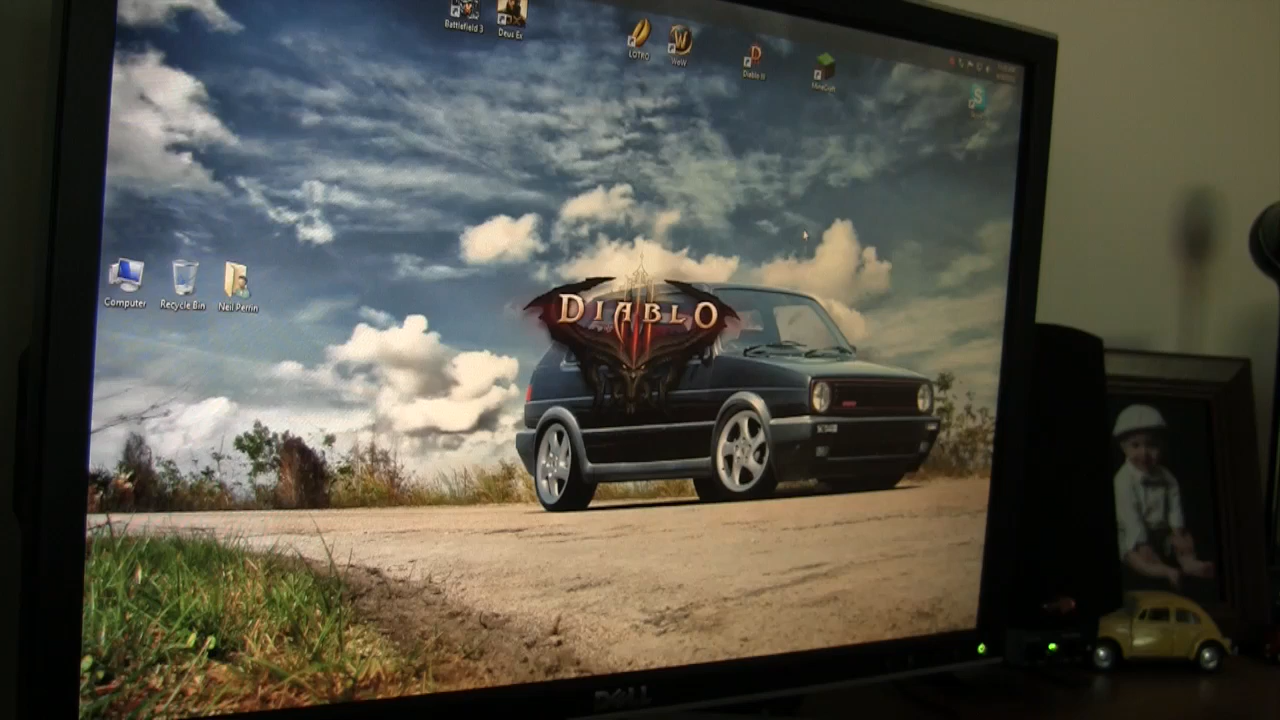 Battlefield 3
Deus Ex
LOTRO
WoW
Diablo III
MineCraft
Computer
Recycle Bin
Neil Perrin
DIABLO
DELL